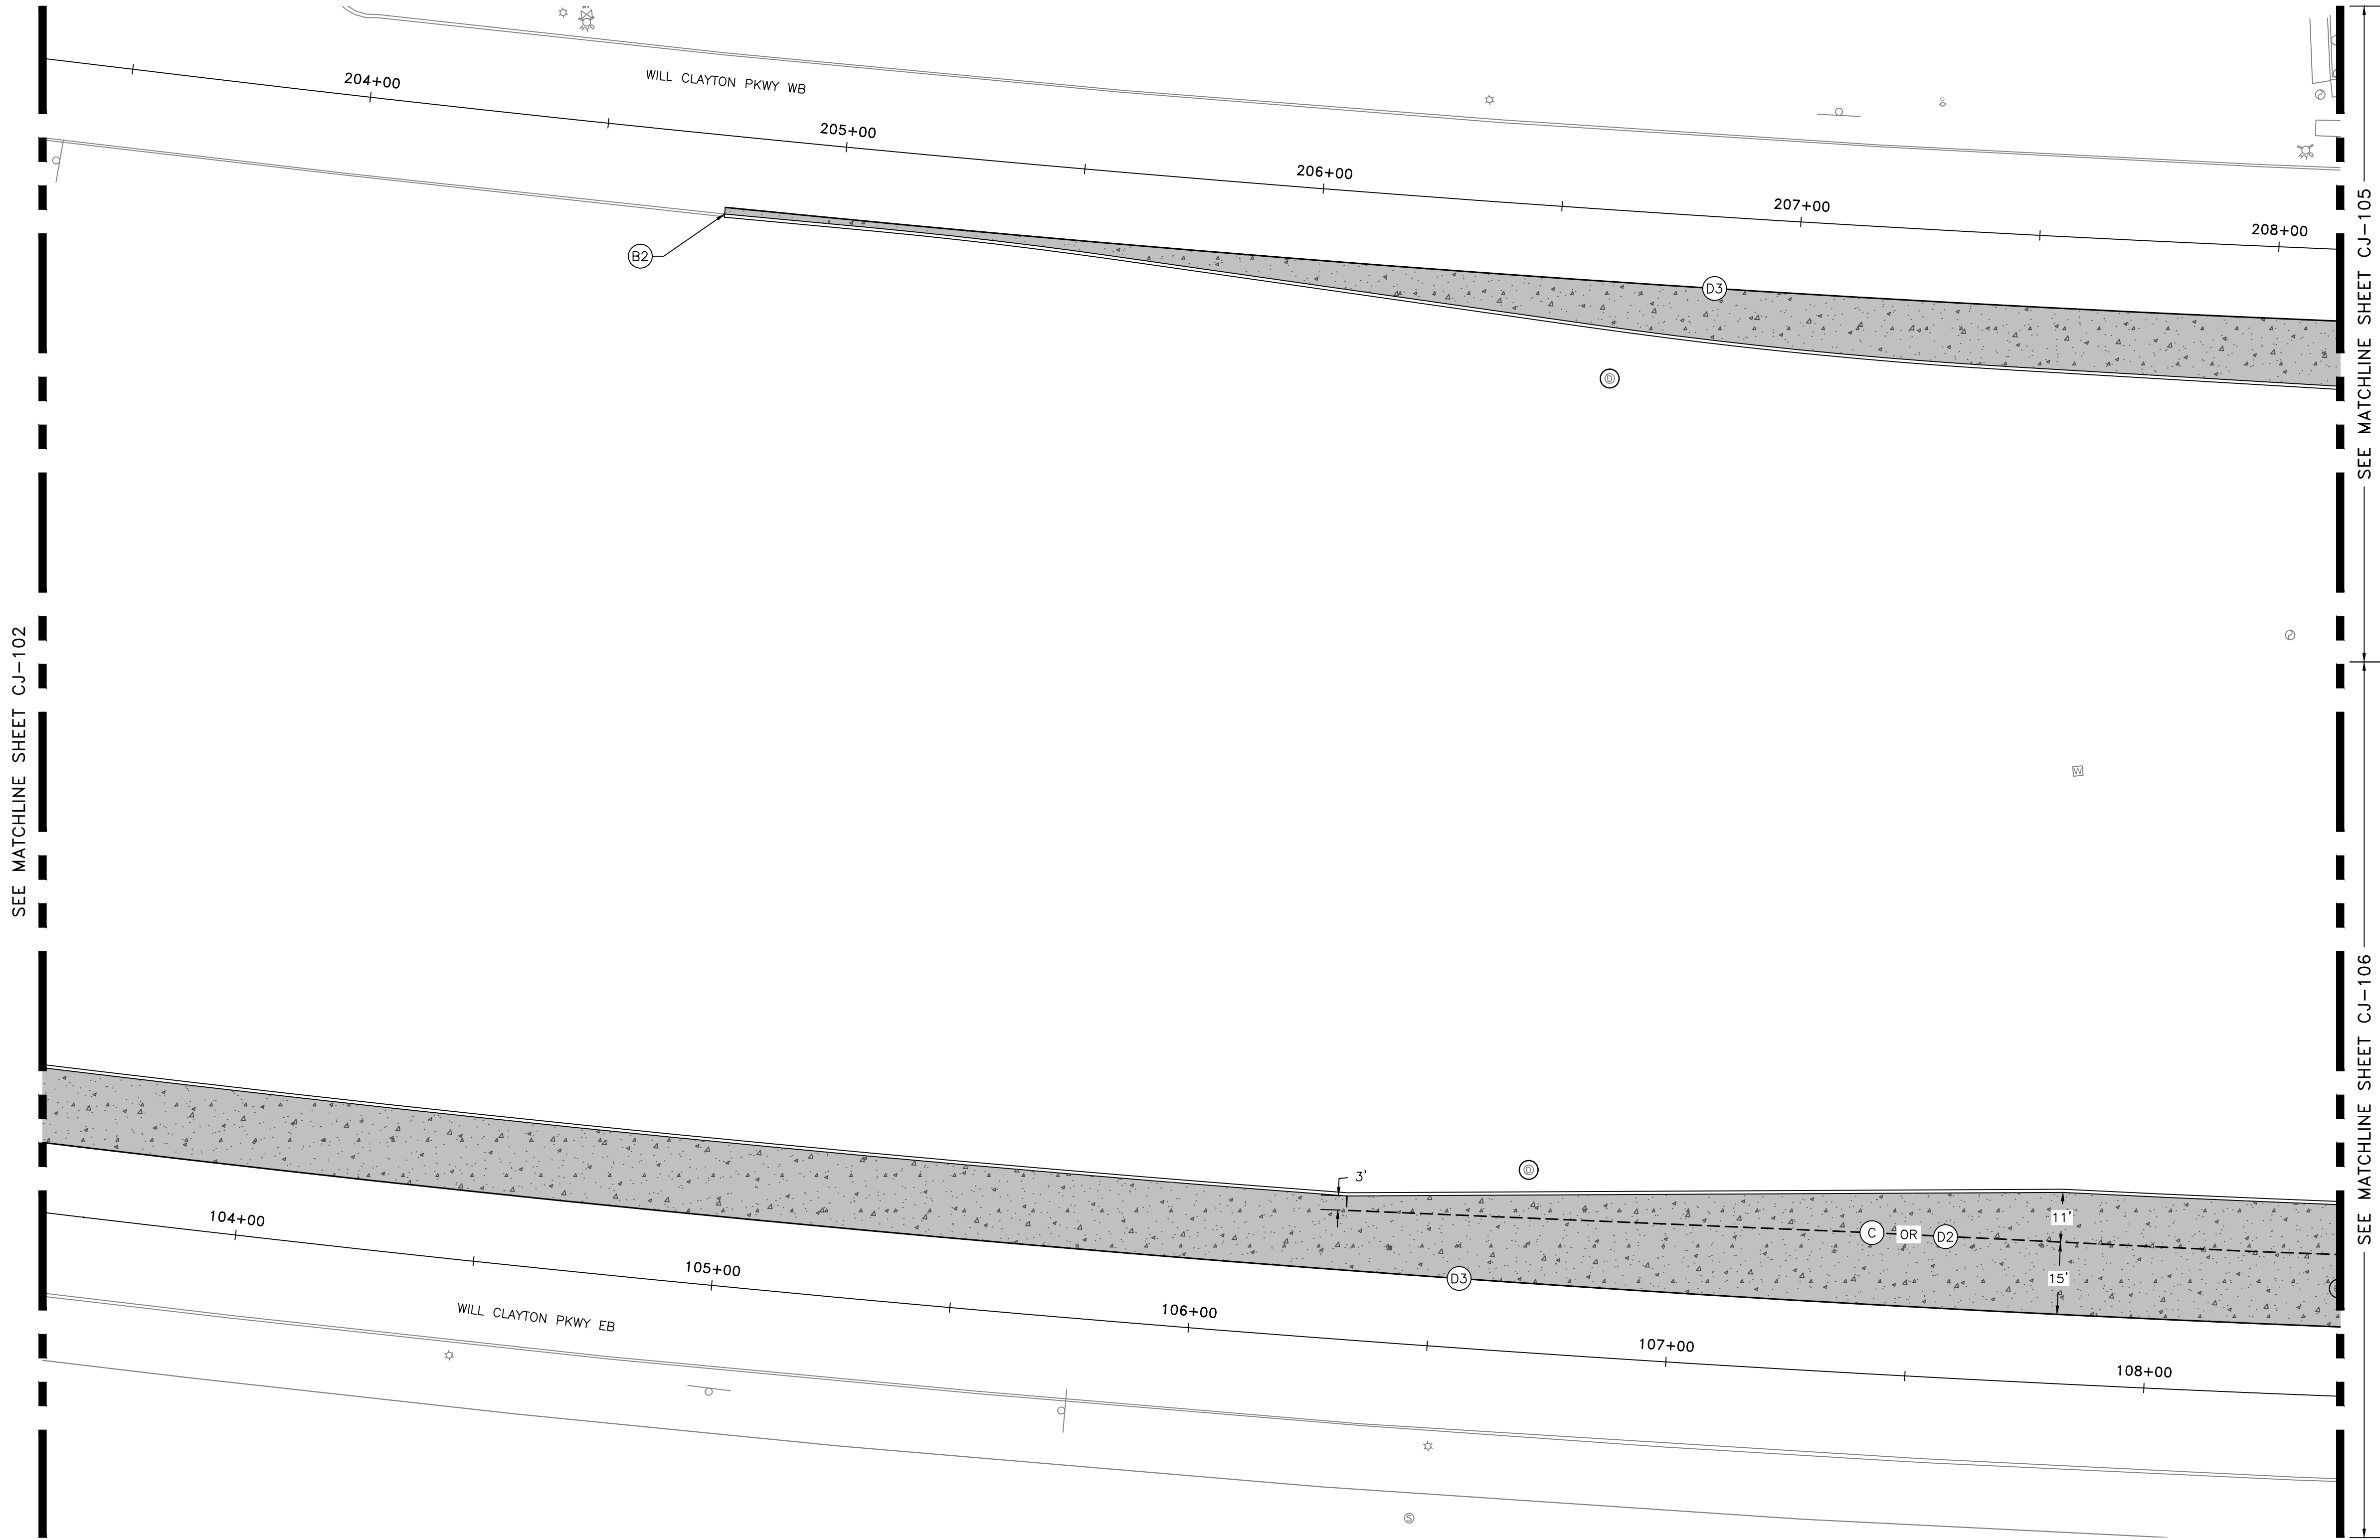 WILL CLAYTON PKWY WB
204+00
205+00
206+00
207+00
208+00
B2
D3
D
SEE MATCHLINE SHEET CJ-102
SEE MATCHLINE SHEET CJ-105
SEE MATCHLINE SHEET CJ-106
W
D
3'
11'
C OR D2
15'
D3
104+00
105+00
106+00
107+00
108+00
WILL CLAYTON PKWY EB
S